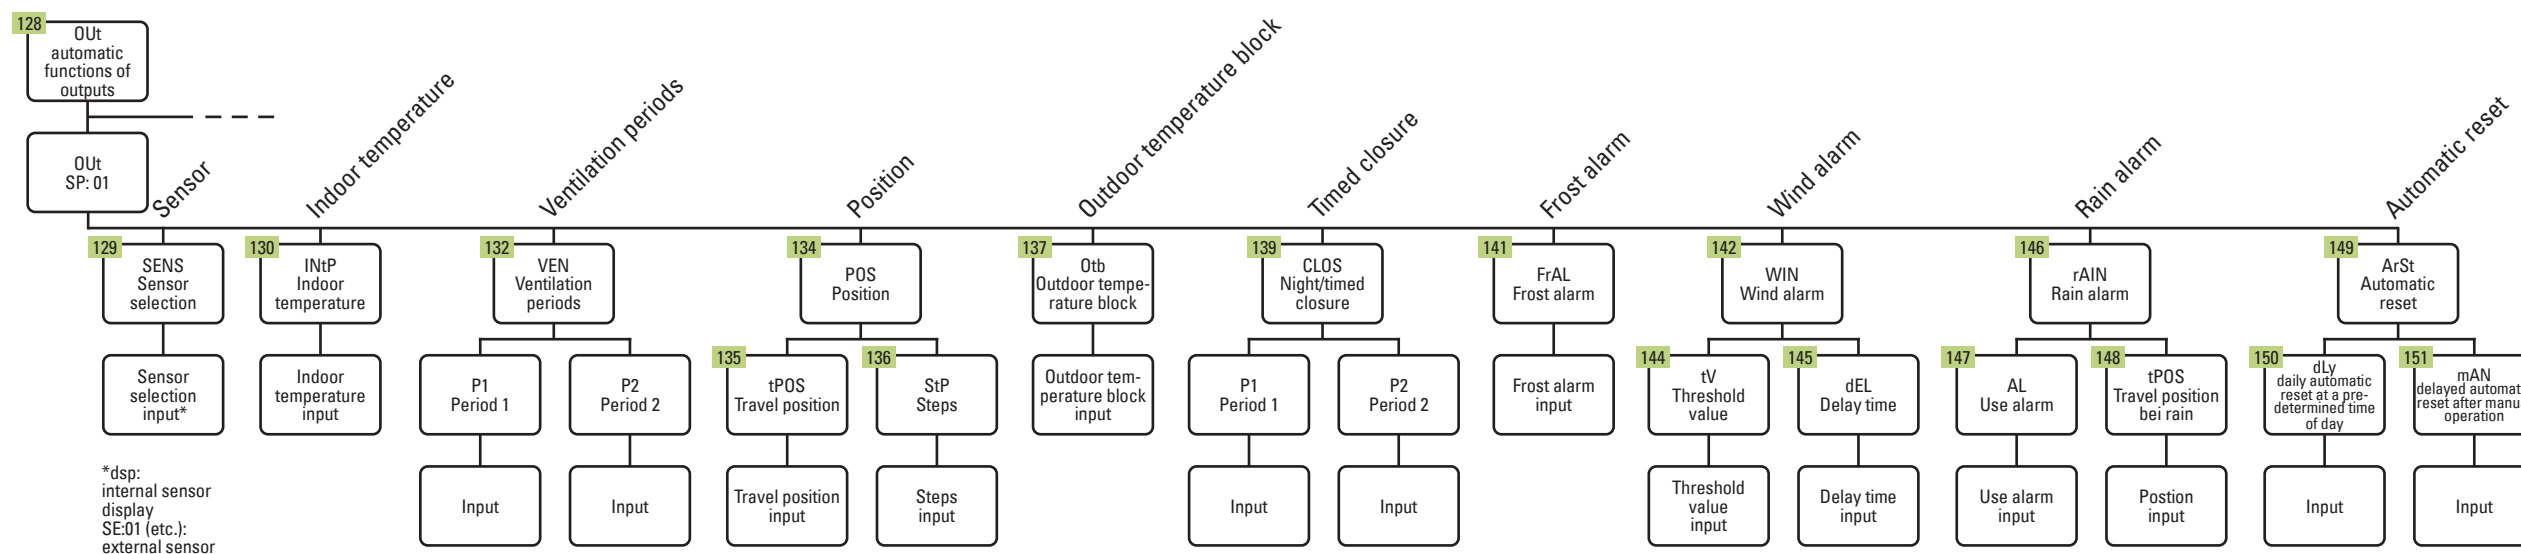 128
OUt
automatic
functions of
outputs
OUt
SP: 01
Sensor
Indoor temperature
Ventilation periods
Position
Outdoor temperature block
Timed closure
Frost alarm
Wind alarm
Rain alarm
Automatic reset
129
SENS
Sensor
selection
130
INtP
Indoor
temperature
132
VEN
Ventilation
periods
134
POS
Position
137
Otb
Outdoor tempe-
rature block
139
CLOS
Night/timed
closure
141
FrAL
Frost alarm
142
WIN
Wind alarm
146
rAIN
Rain alarm
149
ArSt
Automatic
reset
Sensor
selection
input*
Indoor
temperature
input
P1
Period 1
P2
Period 2
135
tPOS
Travel position
136
StP
Steps
Outdoor tem-
perature block
input
P1
Period 1
P2
Period 2
Frost alarm
input
144
tV
Threshold
value
145
dEL
Delay time
147
AL
Use alarm
148
tPOS
Travel position
bei rain
150
dLy
daily automatic
reset at a pre-
determined time
of day
151
mAN
delayed automat
reset after manua
operation
*dsp:
internal sensor
display
SE:01 (etc.):
external sensor
Input
Input
Travel position
input
Steps
input
Input
Input
Threshold
value
input
Delay time
input
Use alarm
input
Postion
input
Input
Input